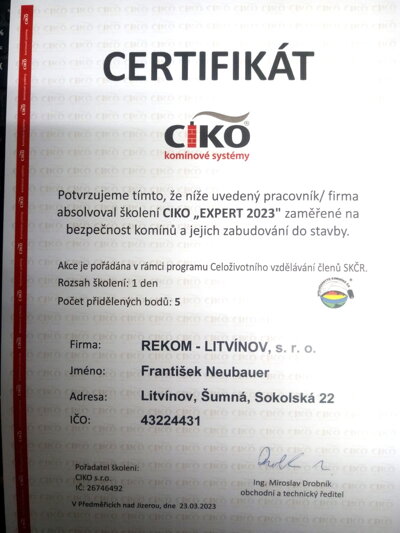 CERTIFIKÁT
CIKO®
komínové systémy
Potvrzujeme tímto, že níže uvedený pracovník/ firma
absolvoval školení CIKO „EXPERT 2023" zaměřené na
bezpečnost komínů a jejich zabudování do stavby.
Akce je pořádána v rámci programu Celoživotního vzdělávání členů SKČR.
Rozsah školení: 1 den
Počet přidělených bodů: 5
Firma: REKOM - LITVÍNOV, s. r. o.
Jméno: František Neubauer
Adresa: Litvínov, Šumná, Sokolská 22
IČO: 43224431
Pořadatel školení:
CIKO s.r.o.
IČ: 26746492
Ing. Miroslav Drobník
obchodní a technický ředitel
V Předměřicích nad Jizerou, dne 23.03.2023